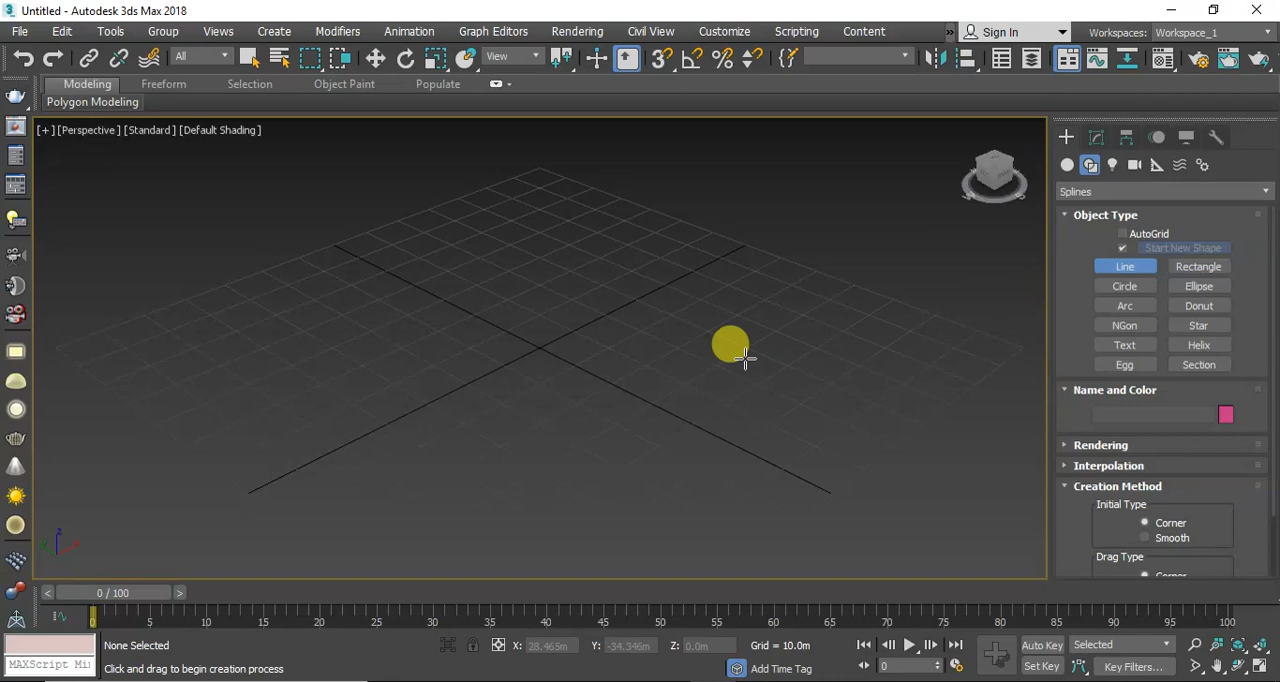 Untitled - Autodesk 3ds Max 2018
File Edit Tools Group Views Create Modifiers Animation Graph Editors Rendering Civil View Customize Scripting Content » Sign In Workspaces: Workspace_1
All View
Modeling Freeform Selection Object Paint Populate
Polygon Modeling
[+] [Perspective ] [Standard ] [Default Shading ]
Splines
Object Type
AutoGrid
Start New Shape
Line Rectangle
Circle Ellipse
Arc Donut
NGon Star
Text Helix
Egg Section
Name and Color
Rendering
Interpolation
Creation Method
Initial Type
Corner
Smooth
Drag Type
Corner
z
< 0 / 100 >
0 5 10 15 20 25 30 35 40 45 50 55 60 65 70 75 80 85 90 95 100
None Selected X: 28.465m Y: -34.346m Z: 0.0m Grid = 10.0m Auto Key Selected
MAXScript Mi Click and drag to begin creation process Add Time Tag 0 Set Key Key Filters...